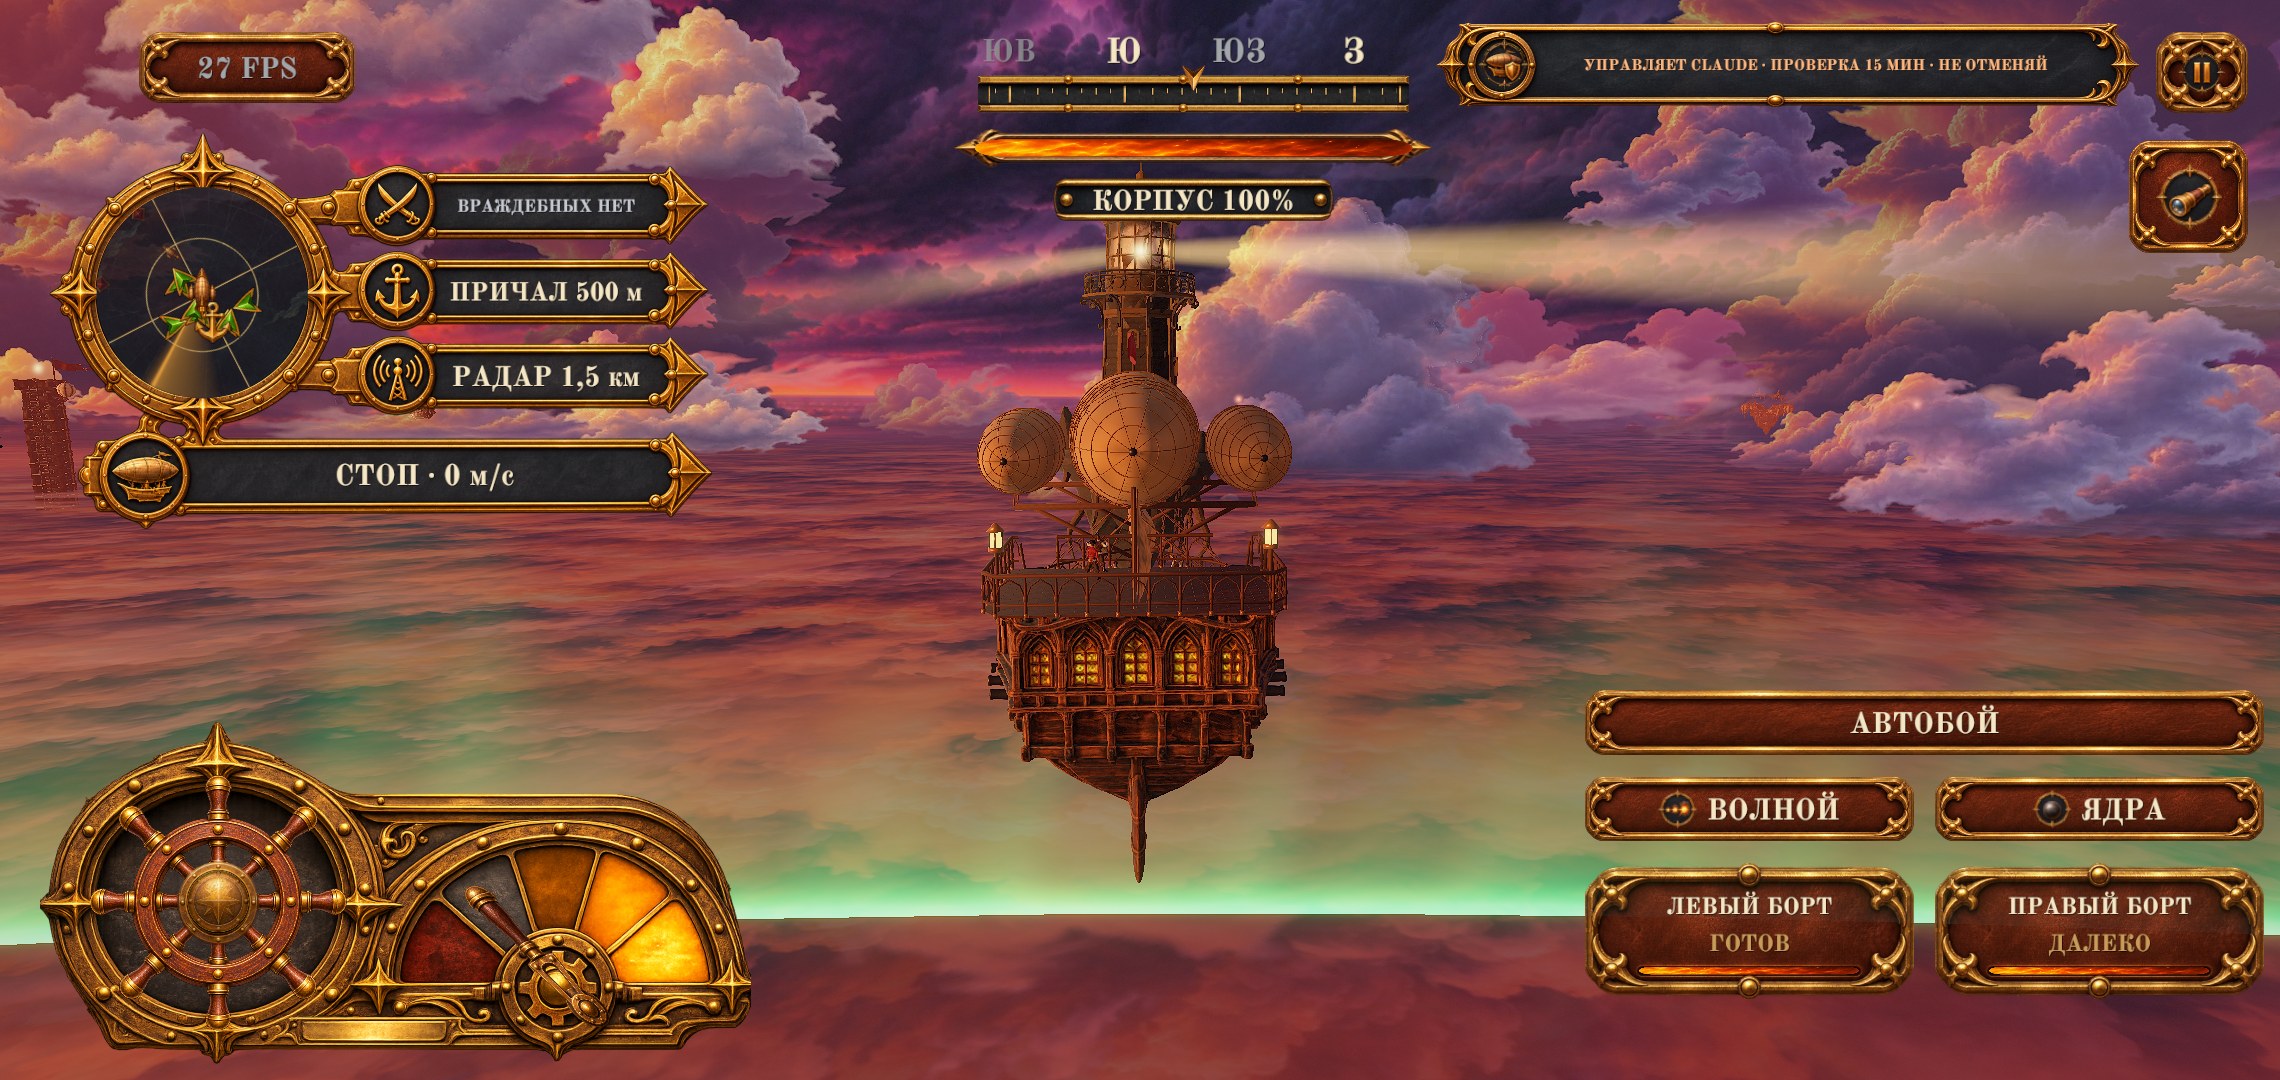 27 FPS
ЮВ Ю ЮЗ З
УПРАВЛЯЕТ CLAUDE · ПРОВЕРКА 15 МИН · НЕ ОТМЕНЯЙ
КОРПУС 100%
ВРАЖДЕБНЫХ НЕТ
ПРИЧАЛ 500 м
РАДАР 1,5 км
СТОП · 0 м/с
АВТОБОЙ
ВОЛНОЙ
ЯДРА
ЛЕВЫЙ БОРТ
ГОТОВ
ПРАВЫЙ БОРТ
ДАЛЕКО